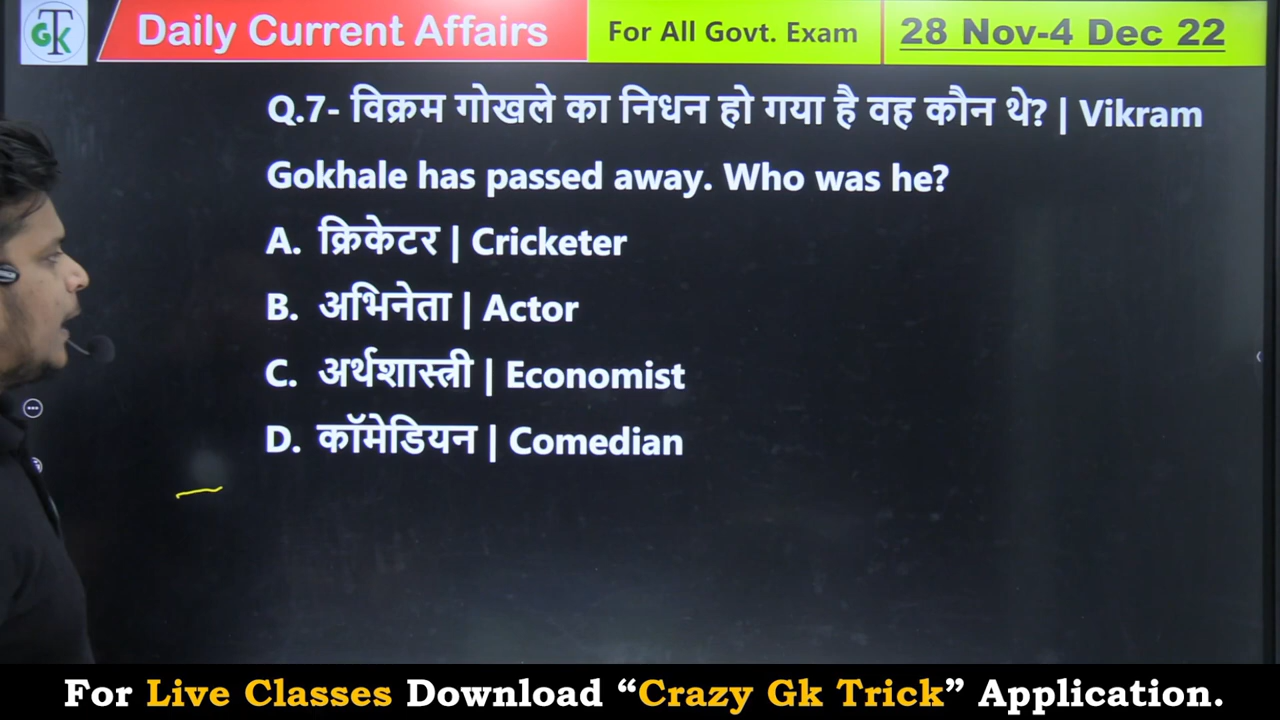 GTK
Daily Current Affairs
For All Govt. Exam
28 Nov-4 Dec 22
Q.7- विक्रम गोखले का निधन हो गया है वह कौन थे? | Vikram
Gokhale has passed away. Who was he?
A. क्रिकेटर | Cricketer
B. अभिनेता | Actor
C. अर्थशास्त्री | Economist
D. कॉमेडियन | Comedian
For Live Classes Download “Crazy Gk Trick” Application.